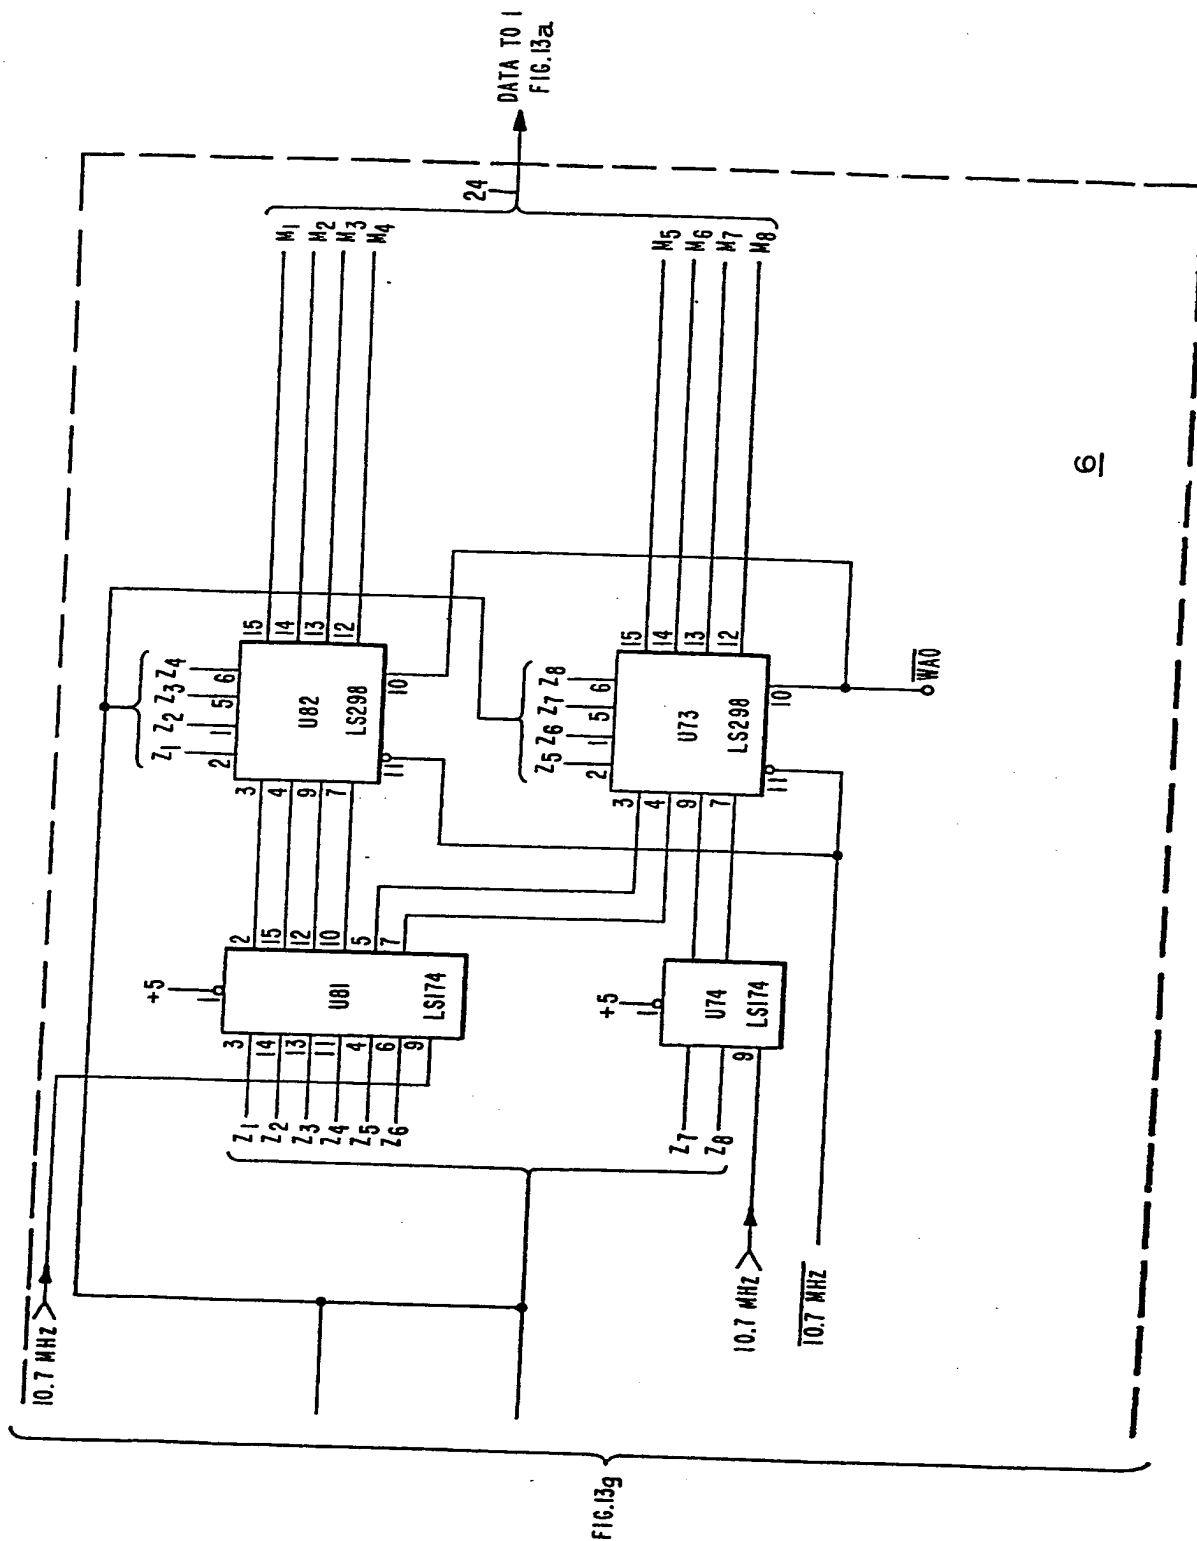 FIG.13g
10.7 MHZ
+5
1
Z1
Z2
Z3
Z4
Z5
Z6
3
14
13
11
4
6
9
U81
LS174
2
15
12
10
5
7
Z1 Z2 Z3 Z4
2 1 5 6
3
4
9
7
U82
LS298
11
10
15
14
13
12
M1
M2
M3
M4
+5
1
Z7
Z8
9
U74
LS174
10.7 MHZ
10.7 MHZ
Z5 Z6 Z7 Z8
2 1 5 6
3
4
9
7
U73
LS298
11
10
15
14
13
12
WAO
M5
M6
M7
M8
24
DATA TO 1
FIG.13a
6